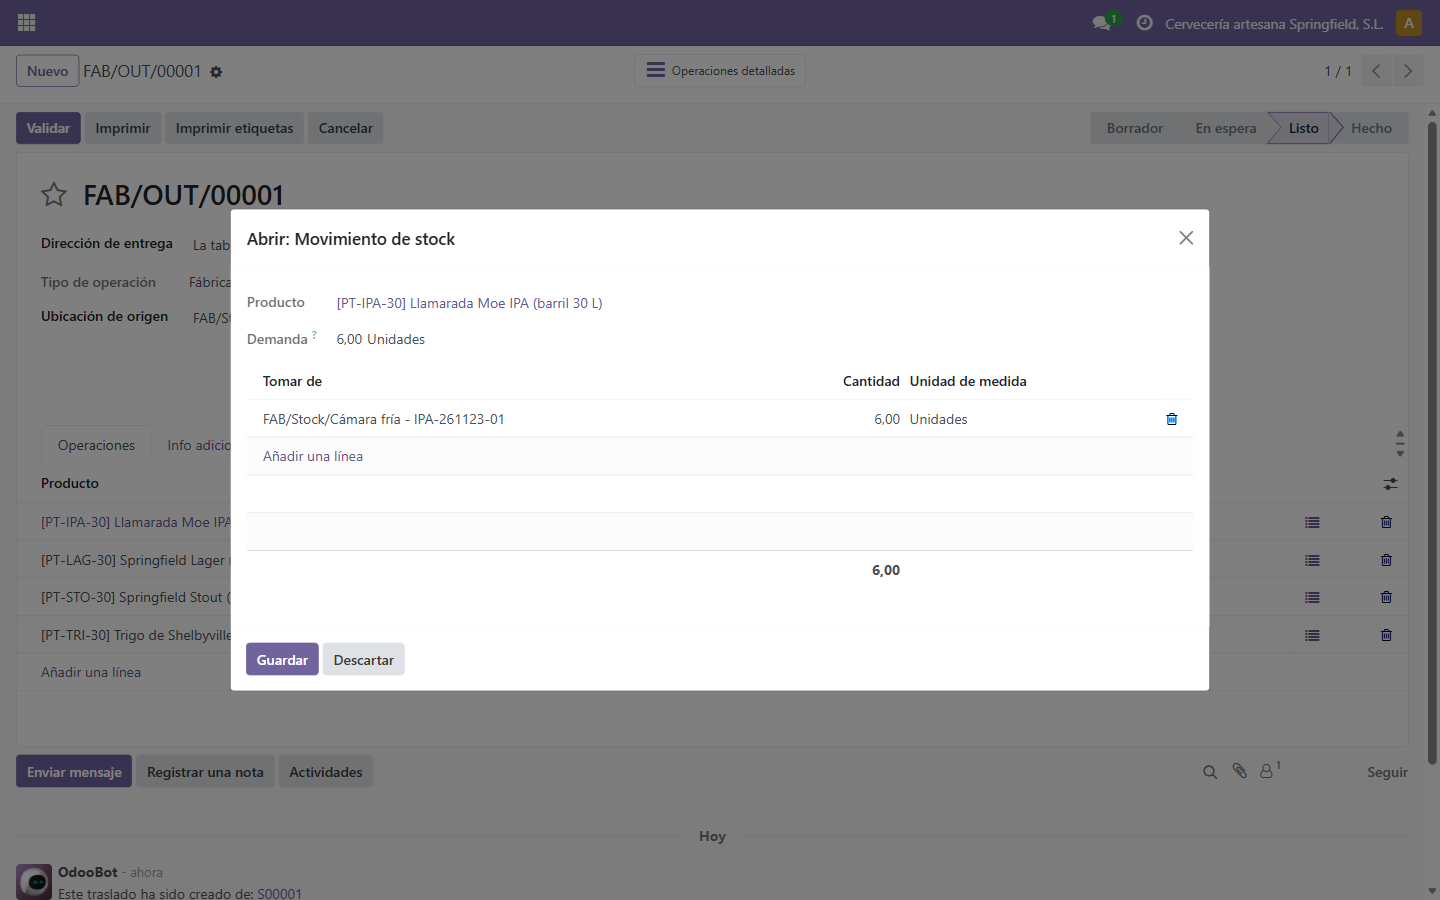 1
Cervecería artesana Springfield, S.L.
A
Nuevo
FAB/OUT/00001
Operaciones detalladas
1 / 1
Validar
Imprimir
Imprimir etiquetas
Cancelar
Borrador
En espera
Listo
Hecho
FAB/OUT/00001
Dirección de entrega
La tab
Tipo de operación
Fábrica
Ubicación de origen
FAB/St
Abrir: Movimiento de stock
Producto
[PT-IPA-30] Llamarada Moe IPA (barril 30 L)
Demanda ?
6,00 Unidades
Tomar de
Cantidad
Unidad de medida
FAB/Stock/Cámara fría - IPA-261123-01
6,00
Unidades
Añadir una línea
6,00
Guardar
Descartar
Operaciones
Info adicio
Producto
[PT-IPA-30] Llamarada Moe IPA
[PT-LAG-30] Springfield Lager (
[PT-STO-30] Springfield Stout (
[PT-TRI-30] Trigo de Shelbyville
Añadir una línea
Enviar mensaje
Registrar una nota
Actividades
1
Seguir
Hoy
OdooBot - ahora
Este traslado ha sido creado de: S00001